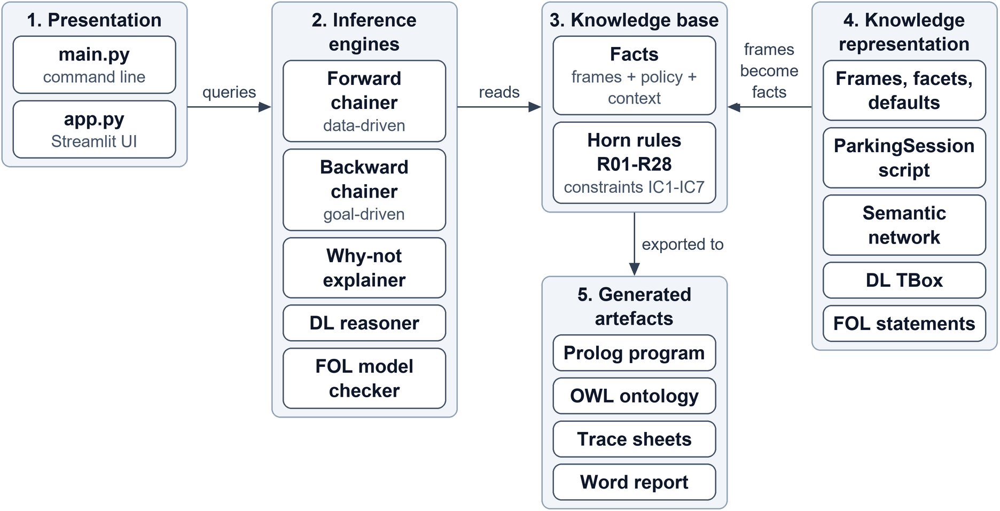 1. Presentation
main.py
command line
app.py
Streamlit UI
queries
2. Inference
engines
Forward
chainer
data-driven
Backward
chainer
goal-driven
Why-not
explainer
DL reasoner
FOL model
checker
reads
3. Knowledge base
Facts
frames + policy +
context
Horn rules
R01-R28
constraints IC1-IC7
frames
become
facts
4. Knowledge
representation
Frames, facets,
defaults
ParkingSession
script
Semantic
network
DL TBox
FOL statements
exported to
5. Generated
artefacts
Prolog program
OWL ontology
Trace sheets
Word report